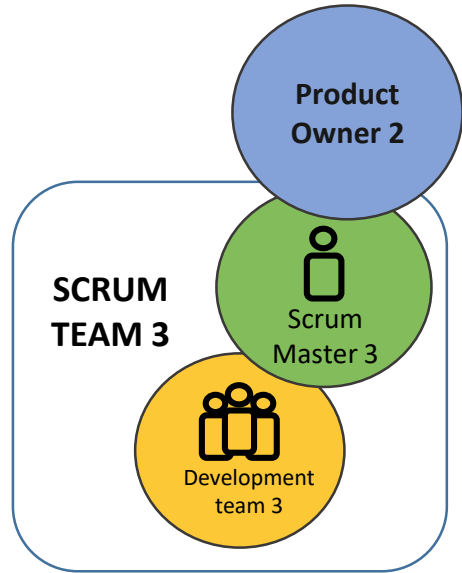 Product
Owner 2
SCRUM
TEAM 3
Scrum
Master 3
Development
team 3